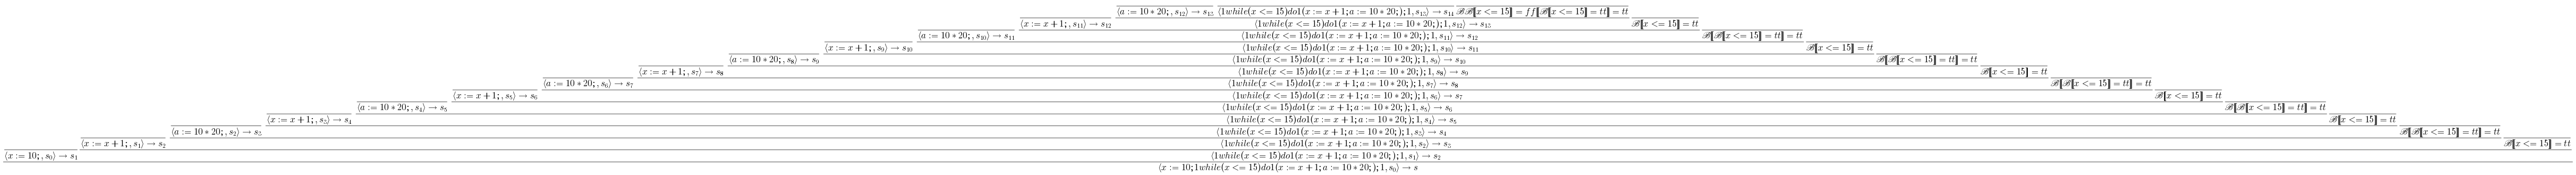 ⟨a := 10 * 20; , s₁₂⟩ → s₁₃ ⟨1while(x <= 15)do1(x := x + 1; a := 10 * 20; ); 1, s₁₃⟩ → s₁₄ ℬℬ⟦x <= 15⟧ = ff⟦ℬ⟦x <= 15⟧ = tt⟧ = tt
⟨x := x + 1; , s₁₁⟩ → s₁₂ ⟨1while(x <= 15)do1(x := x + 1; a := 10 * 20; ); 1, s₁₂⟩ → s₁₃ ℬ⟦x <= 15⟧ = tt
⟨a := 10 * 20; , s₁₀⟩ → s₁₁ ⟨1while(x <= 15)do1(x := x + 1; a := 10 * 20; ); 1, s₁₁⟩ → s₁₂ ℬ⟦ℬ⟦x <= 15⟧ = tt⟧ = tt
⟨x := x + 1; , s₉⟩ → s₁₀ ⟨1while(x <= 15)do1(x := x + 1; a := 10 * 20; ); 1, s₁₀⟩ → s₁₁ ℬ⟦x <= 15⟧ = tt
⟨a := 10 * 20; , s₈⟩ → s₉ ⟨1while(x <= 15)do1(x := x + 1; a := 10 * 20; ); 1, s₉⟩ → s₁₀ ℬ⟦ℬ⟦x <= 15⟧ = tt⟧ = tt
⟨x := x + 1; , s₇⟩ → s₈ ⟨1while(x <= 15)do1(x := x + 1; a := 10 * 20; ); 1, s₈⟩ → s₉ ℬ⟦x <= 15⟧ = tt
⟨a := 10 * 20; , s₆⟩ → s₇ ⟨1while(x <= 15)do1(x := x + 1; a := 10 * 20; ); 1, s₇⟩ → s₈ ℬ⟦ℬ⟦x <= 15⟧ = tt⟧ = tt
⟨x := x + 1; , s₅⟩ → s₆ ⟨1while(x <= 15)do1(x := x + 1; a := 10 * 20; ); 1, s₆⟩ → s₇ ℬ⟦x <= 15⟧ = tt
⟨a := 10 * 20; , s₄⟩ → s₅ ⟨1while(x <= 15)do1(x := x + 1; a := 10 * 20; ); 1, s₅⟩ → s₆ ℬ⟦ℬ⟦x <= 15⟧ = tt⟧ = tt
⟨x := x + 1; , s₃⟩ → s₄ ⟨1while(x <= 15)do1(x := x + 1; a := 10 * 20; ); 1, s₄⟩ → s₅ ℬ⟦x <= 15⟧ = tt
⟨a := 10 * 20; , s₂⟩ → s₃ ⟨1while(x <= 15)do1(x := x + 1; a := 10 * 20; ); 1, s₃⟩ → s₄ ℬ⟦ℬ⟦x <= 15⟧ = tt⟧ = tt
⟨x := x + 1; , s₁⟩ → s₂ ⟨1while(x <= 15)do1(x := x + 1; a := 10 * 20; ); 1, s₂⟩ → s₃ ℬ⟦x <= 15⟧ = tt
⟨x := 10; , s₀⟩ → s₁ ⟨1while(x <= 15)do1(x := x + 1; a := 10 * 20; ); 1, s₁⟩ → s₂
⟨x := 10; 1while(x <= 15)do1(x := x + 1; a := 10 * 20; ); 1, s₀⟩ → s